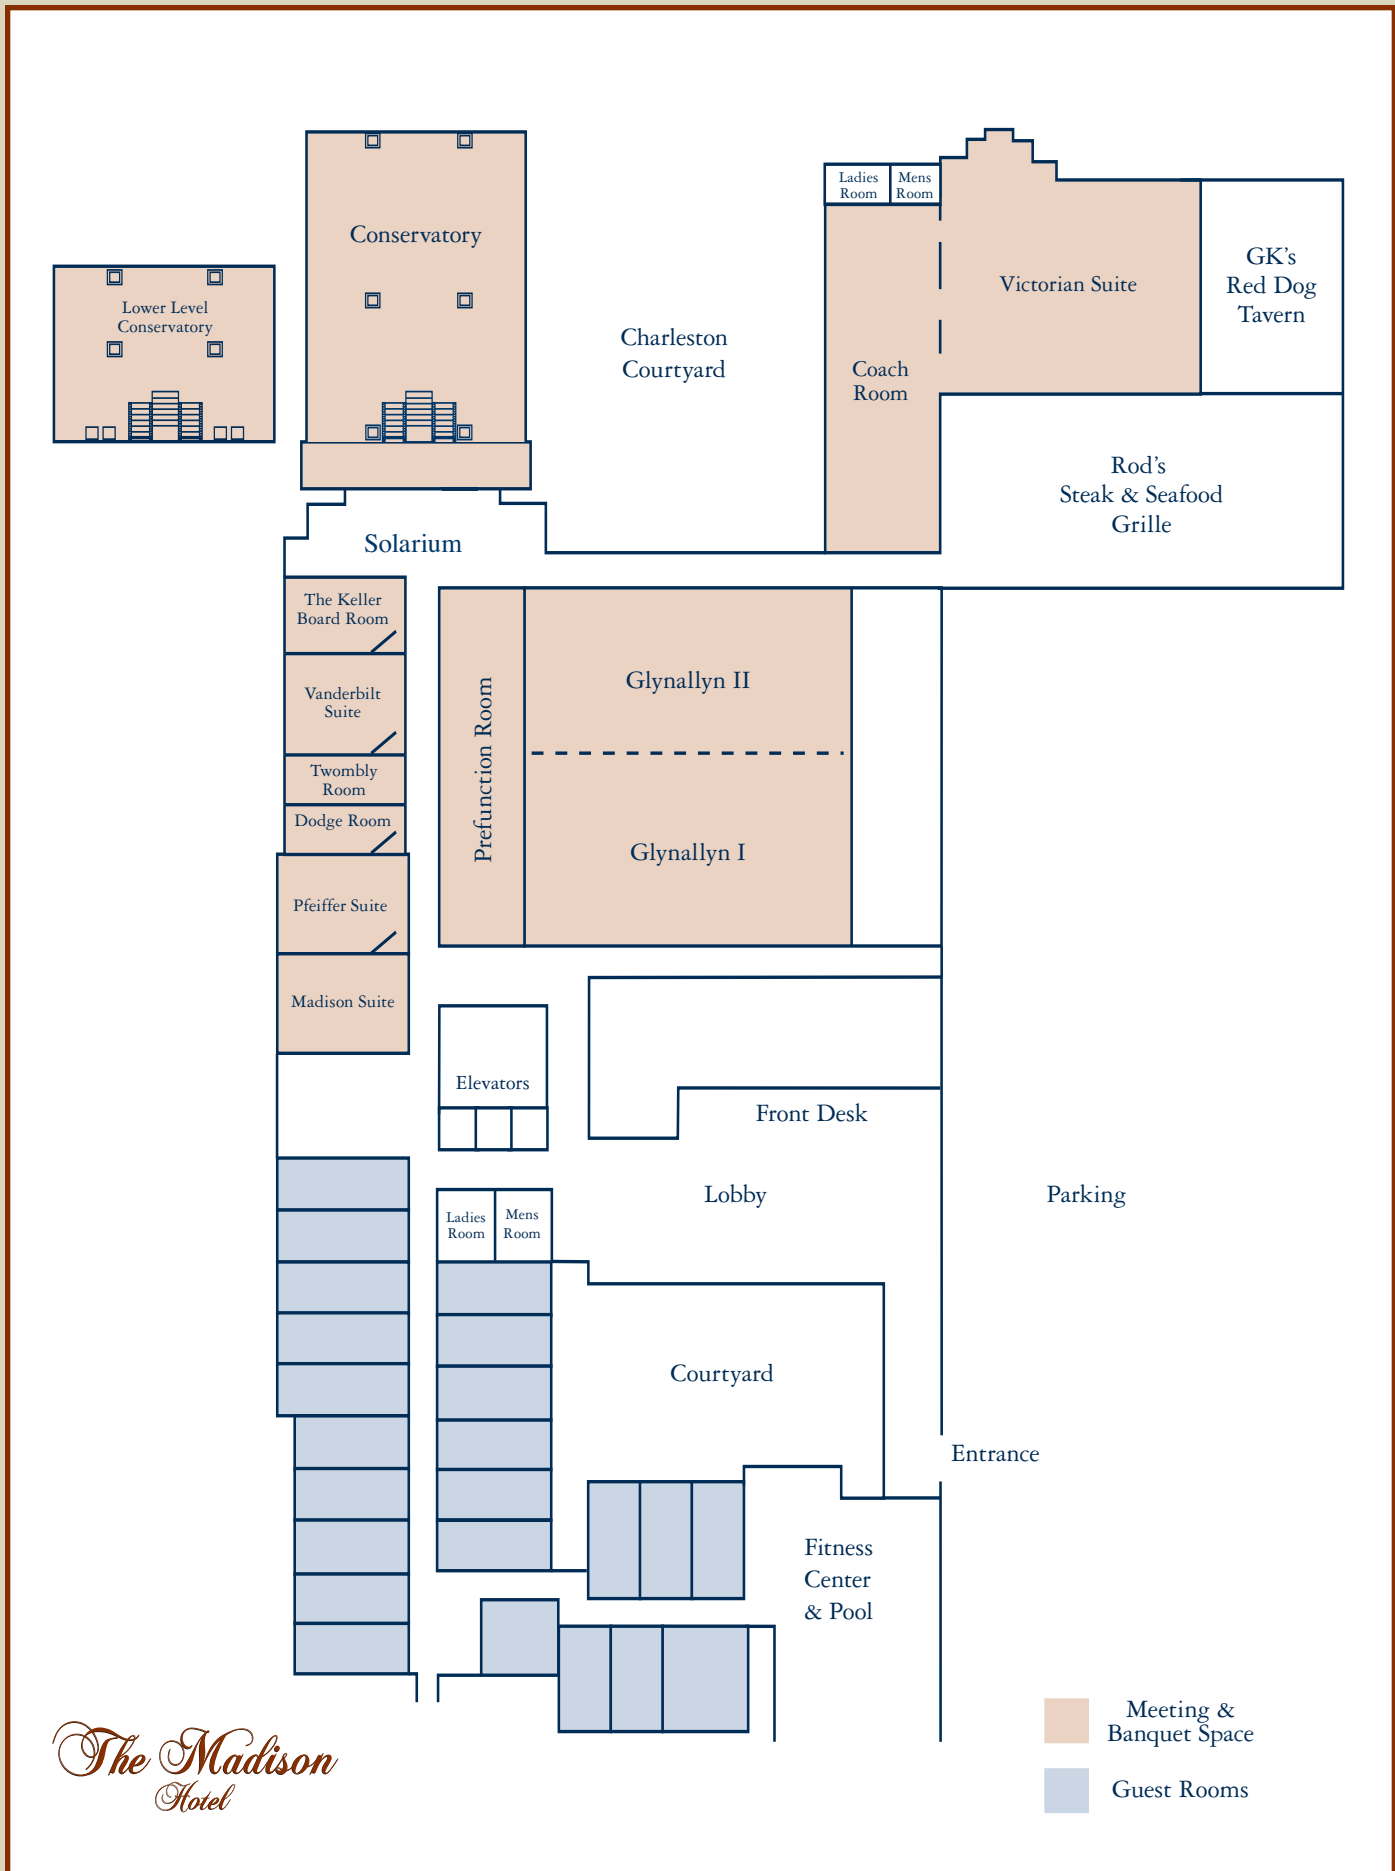 Ladies
Room
Mens
Room
Conservatory
GK's
Red Dog
Tavern
Victorian Suite
Lower Level
Conservatory
Charleston
Courtyard
Coach
Room
Rod's
Steak & Seafood
Grille
Solarium
The Keller
Board Room
Vanderbilt
Suite
Twombly
Room
Dodge Room
Pfeiffer Suite
Madison Suite
Prefunction Room
Glynallyn II
Glynallyn I
Elevators
Front Desk
Lobby
Parking
Ladies
Room
Mens
Room
Courtyard
Entrance
Fitness
Center
& Pool
Meeting &
Banquet Space
Guest Rooms
The Madison
Hotel